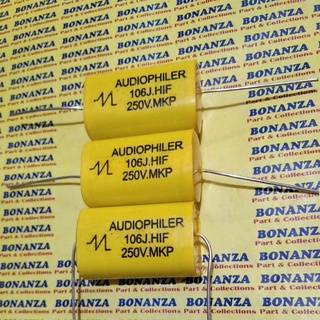 BONANZA
Part & Collections
AUDIOPHILER
106J.HIF
250V.MKP
AUDIOPHILER
106J.HIF
250V.MKP
AUDIOPHILER
106J.HIF
250V.MKP